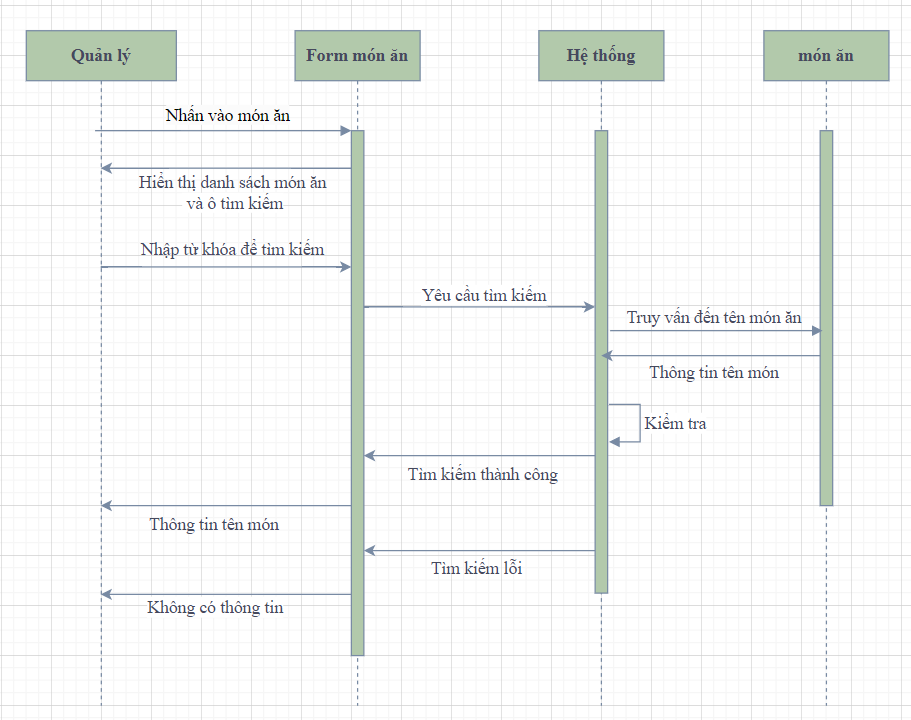 Quản lý
Form món ăn
Hệ thống
món ăn
Nhấn vào món ăn
Hiển thị danh sách món ăn
và ô tìm kiếm
Nhập từ khóa để tìm kiếm
Yêu cầu tìm kiếm
Truy vấn đến tên món ăn
Thông tin tên món
Kiểm tra
Tìm kiếm thành công
Thông tin tên món
Tìm kiếm lỗi
Không có thông tin